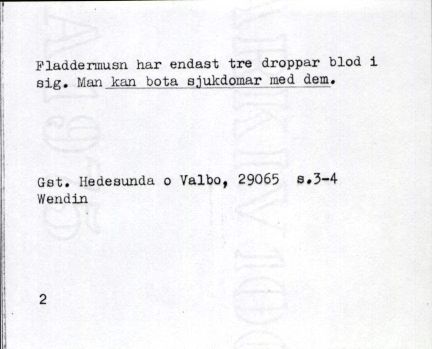 Fladdermusn har endast tre droppar blod i
sig. Man kan bota sjukdomar med dem.
Gst. Hedesunda o Valbo, 29065 s.3-4
Wendin
2